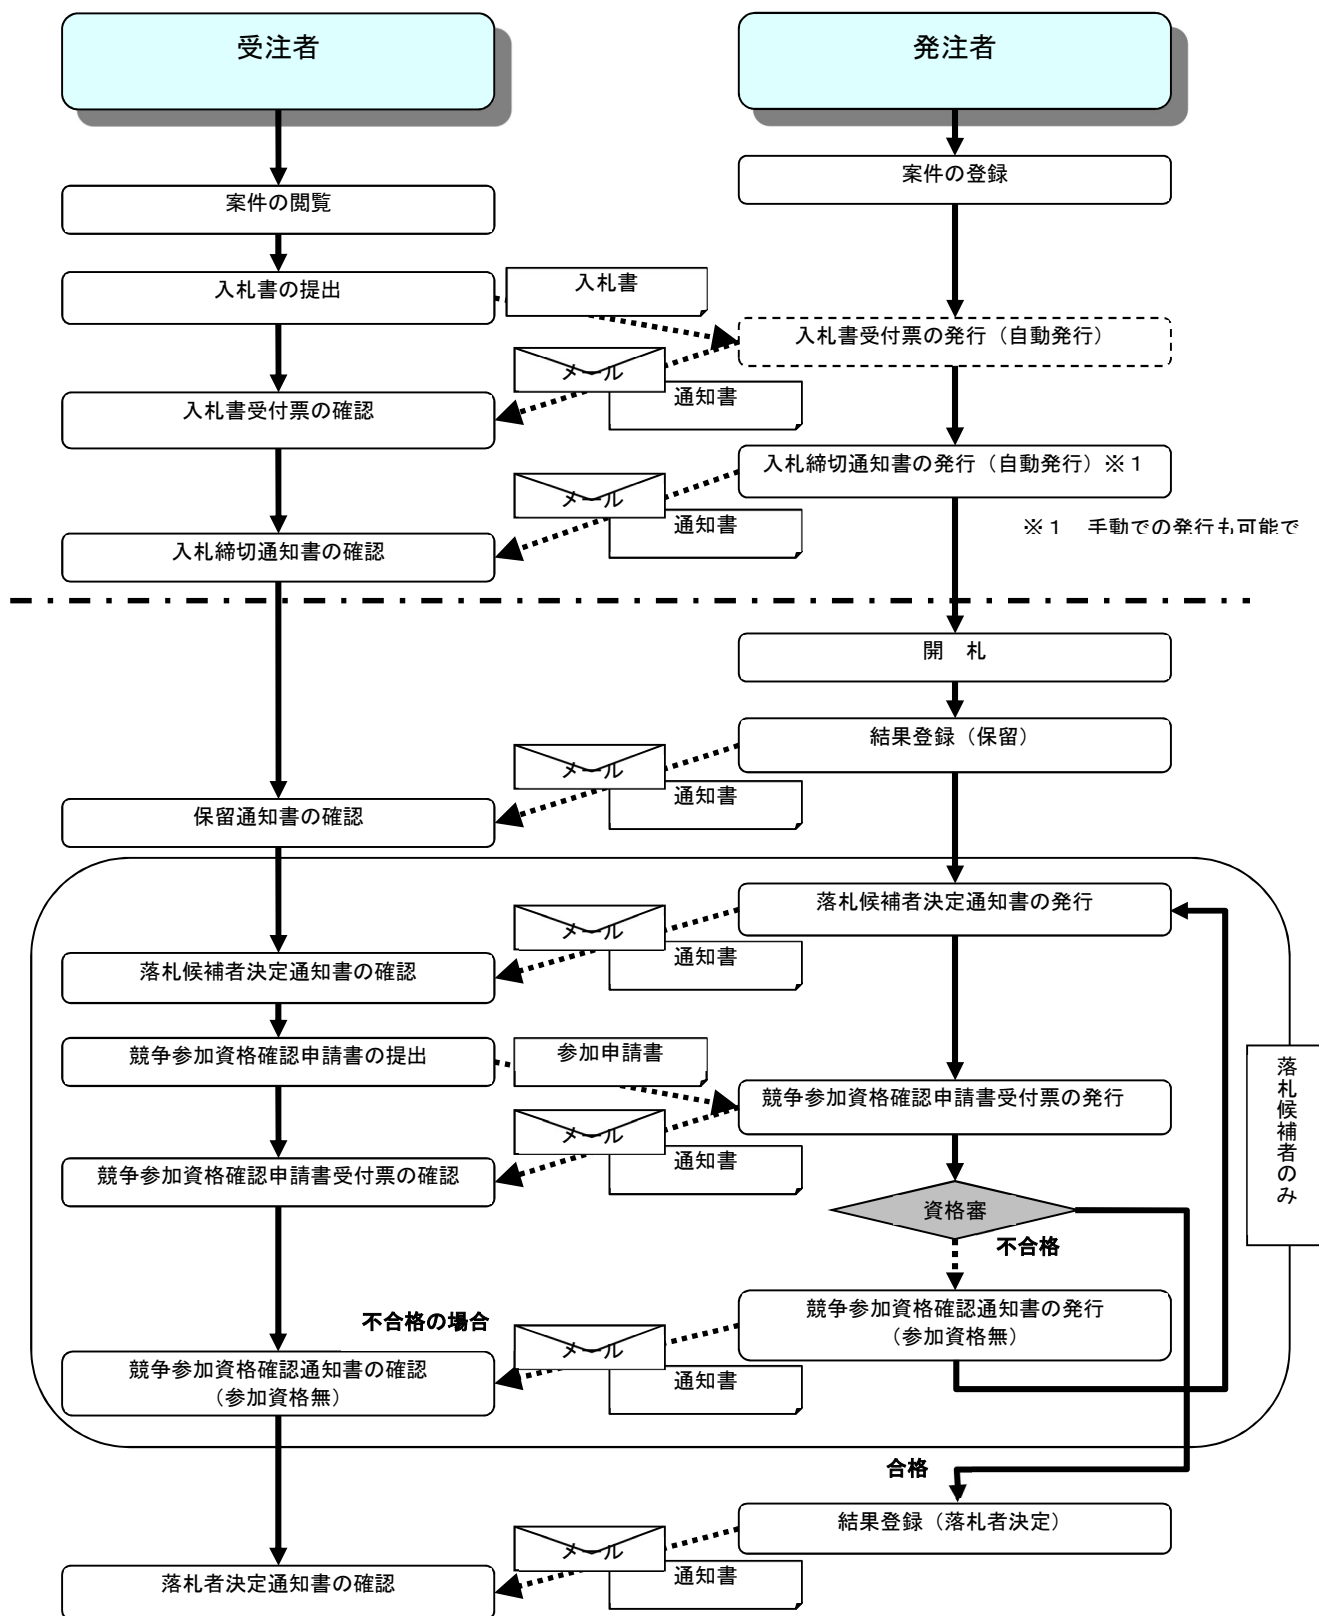 受注者
発注者
案件の登録
案件の閲覧
入札書の提出
入札書
入札書受付票の発行（自動発行）
メール
通知書
入札書受付票の確認
入札締切通知書の発行（自動発行）※１
メール
通知書
※１　手動での発行も可能で
入札締切通知書の確認
開　札
結果登録（保留）
メール
通知書
保留通知書の確認
落札候補者決定通知書の発行
メール
通知書
落札候補者決定通知書の確認
競争参加資格確認申請書の提出
参加申請書
競争参加資格確認申請書受付票の発行
メール
通知書
競争参加資格確認申請書受付票の確認
落札候補者のみ
資格審
不合格
競争参加資格確認通知書の発行
（参加資格無）
不合格の場合
メール
通知書
競争参加資格確認通知書の確認
（参加資格無）
合格
結果登録（落札者決定）
メール
通知書
落札者決定通知書の確認